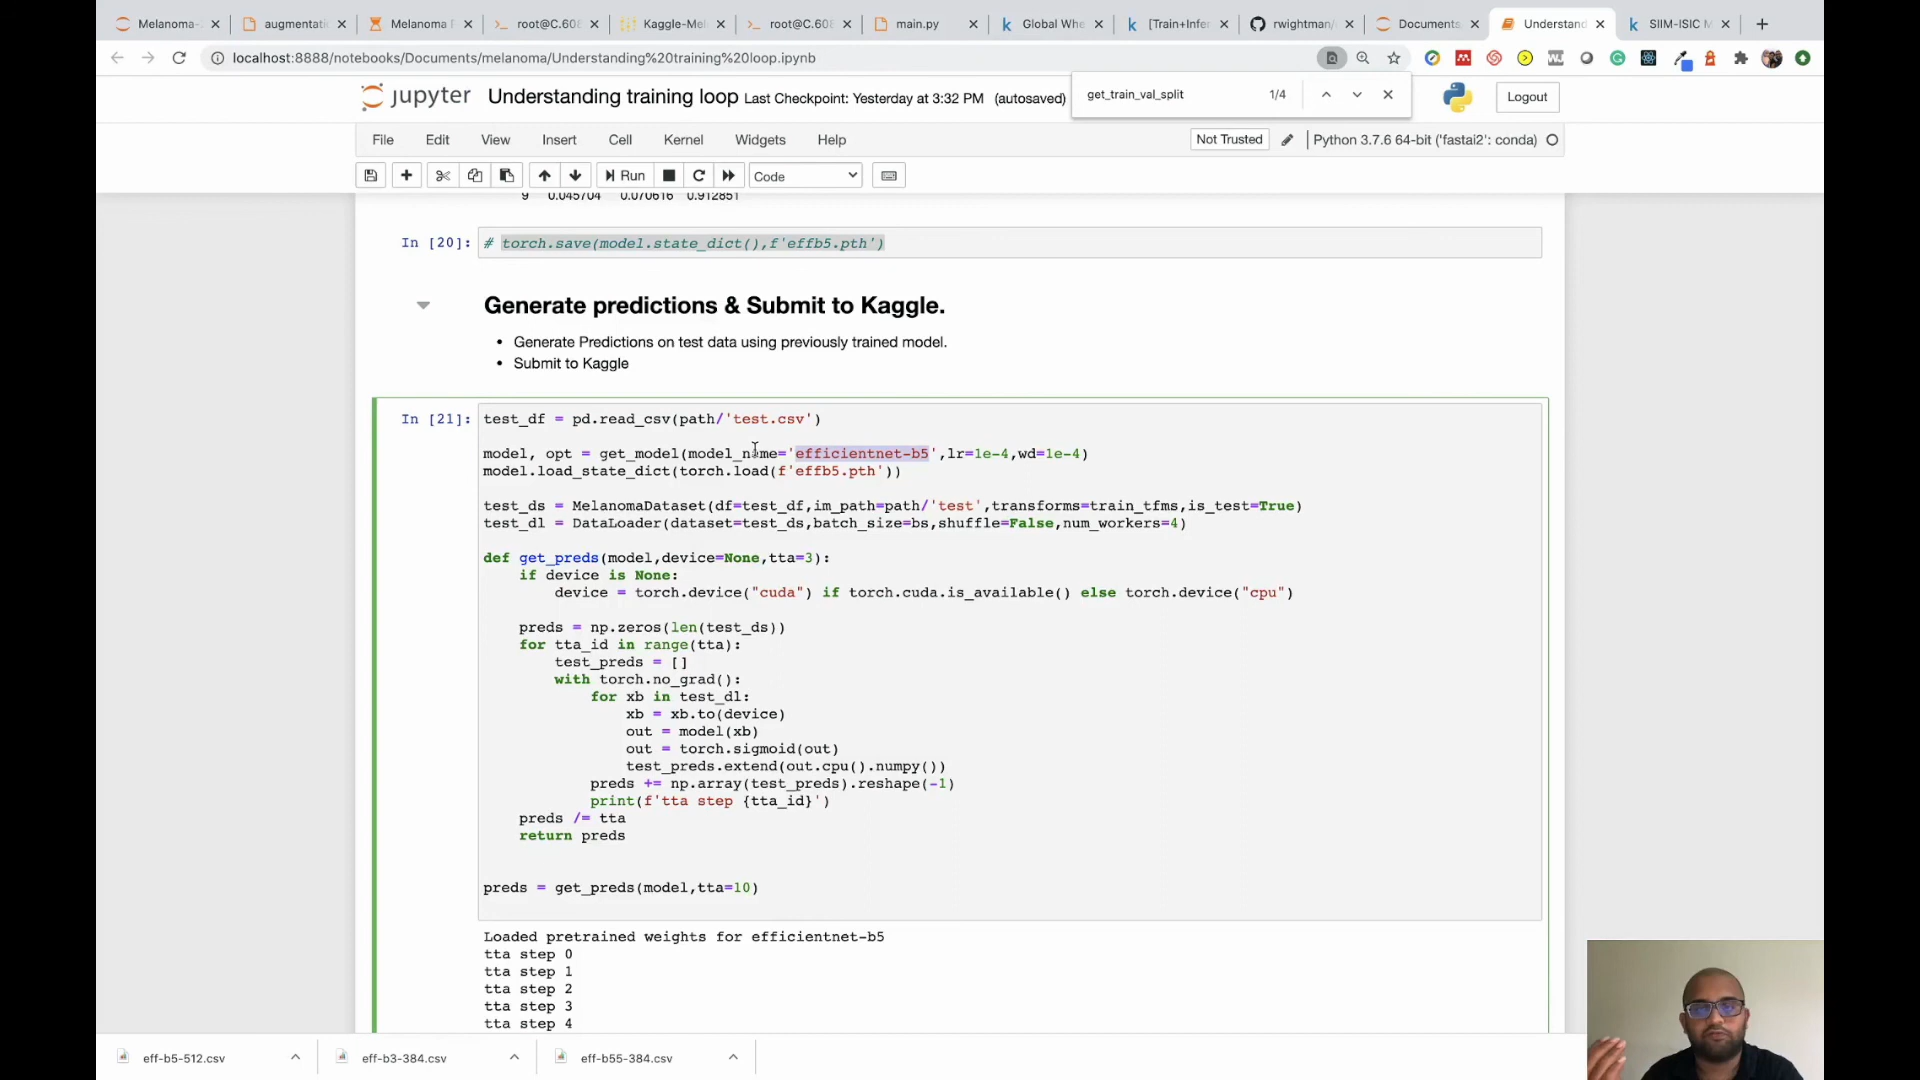 Melanoma-
augmentati
Melanoma
root@C.608
Kaggle-Mel
root@C.608
main.py
Global Whe
[Train+Infer
rwightman/
Documents
Understand
SIIM-ISIC M
localhost:8888/notebooks/Documents/melanoma/Understanding%20training%20loop.ipynb
jupyter Understanding training loop Last Checkpoint: Yesterday at 3:32 PM (autosaved)
get_train_val_split 1/4
Logout
File Edit View Insert Cell Kernel Widgets Help
Not Trusted Python 3.7.6 64-bit ('fastai2': conda)
Run Code
9 0.045704 0.070616 0.912851
In [20]: # torch.save(model.state_dict(),f'effb5.pth')
Generate predictions & Submit to Kaggle.
• Generate Predictions on test data using previously trained model.
• Submit to Kaggle
In [21]: test_df = pd.read_csv(path/'test.csv')
model, opt = get_model(model_name='efficientnet-b5',lr=1e-4,wd=1e-4)
model.load_state_dict(torch.load(f'effb5.pth'))
test_ds = MelanomaDataset(df=test_df,im_path=path/'test',transforms=train_tfms,is_test=True)
test_dl = DataLoader(dataset=test_ds,batch_size=bs,shuffle=False,num_workers=4)
def get_preds(model,device=None,tta=3):
if device is None:
device = torch.device("cuda") if torch.cuda.is_available() else torch.device("cpu")
preds = np.zeros(len(test_ds))
for tta_id in range(tta):
test_preds = []
with torch.no_grad():
for xb in test_dl:
xb = xb.to(device)
out = model(xb)
out = torch.sigmoid(out)
test_preds.extend(out.cpu().numpy())
preds += np.array(test_preds).reshape(-1)
print(f'tta step {tta_id}')
preds /= tta
return preds
preds = get_preds(model,tta=10)
Loaded pretrained weights for efficientnet-b5
tta step 0
tta step 1
tta step 2
tta step 3
tta step 4
eff-b5-512.csv
eff-b3-384.csv
eff-b55-384.csv